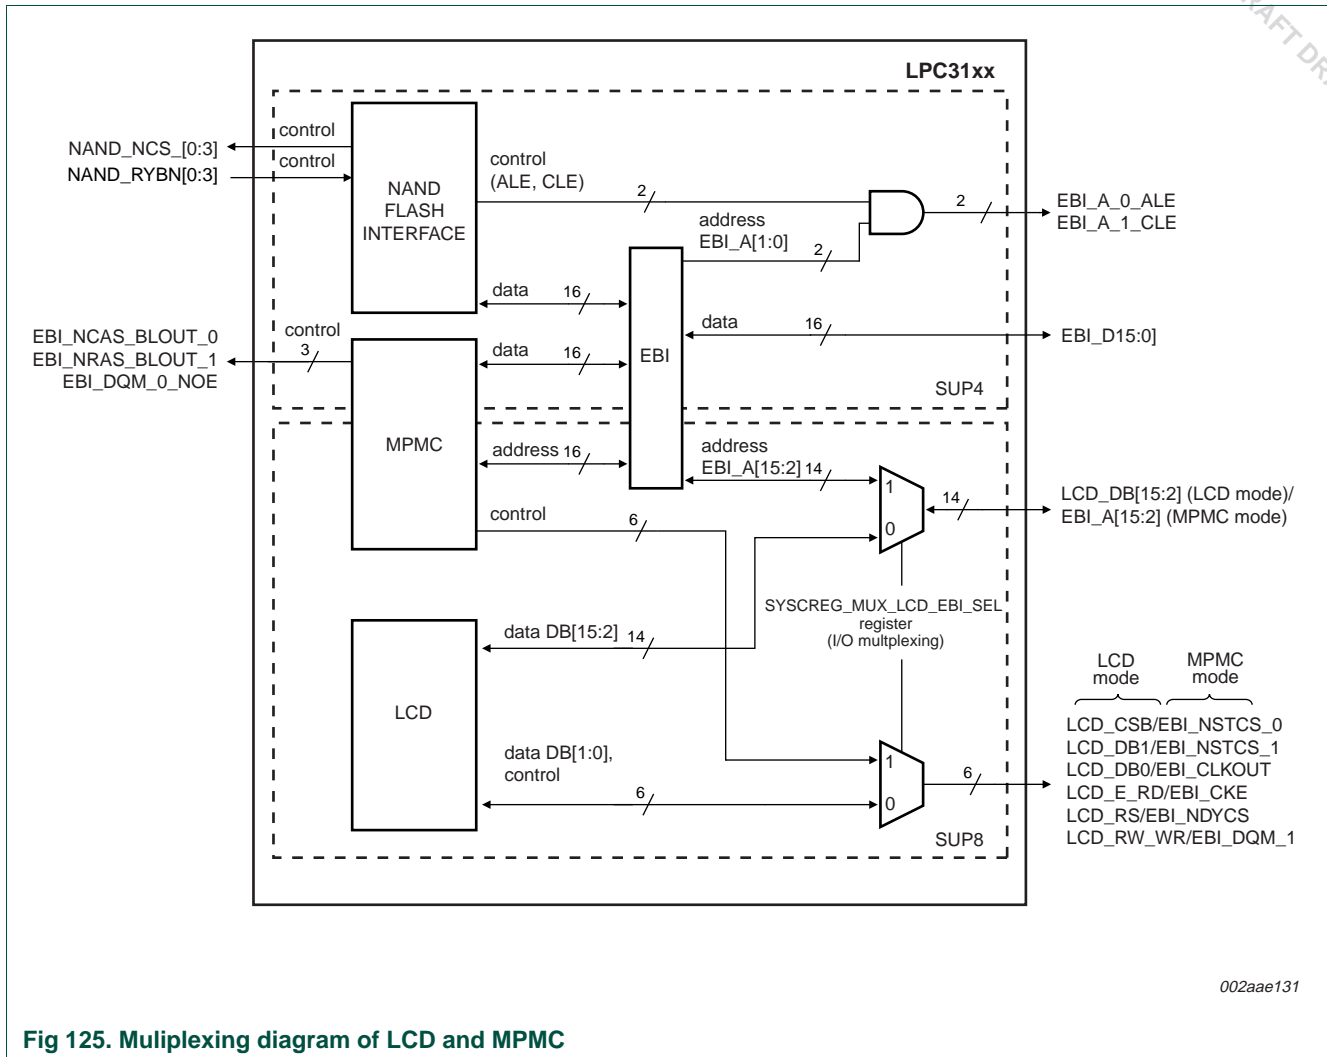 LPC31xx
NAND_NCS_[0:3]
control
NAND_RYBN[0:3]
control
NAND
FLASH
INTERFACE
control
(ALE, CLE)
2
address
EBI_A[1:0]
2
2
EBI_A_0_ALE
EBI_A_1_CLE
data
16
EBI_NCAS_BLOUT_0
EBI_NRAS_BLOUT_1
EBI_DQM_0_NOE
control
3
data
16
EBI
data
16
EBI_D15:0]
SUP4
MPMC
address
16
address
EBI_A[15:2]
14
1
0
14
LCD_DB[15:2] (LCD mode)/
EBI_A[15:2] (MPMC mode)
control
6
SYSCREG_MUX_LCD_EBI_SEL
register
(I/O multplexing)
data DB[15:2]
14
LCD
data DB[1:0],
control
6
1
0
6
SUP8
LCD
mode
MPMC
mode
LCD_CSB/EBI_NSTCS_0
LCD_DB1/EBI_NSTCS_1
LCD_DB0/EBI_CLKOUT
LCD_E_RD/EBI_CKE
LCD_RS/EBI_NDYCS
LCD_RW_WR/EBI_DQM_1
002aae131
Fig 125. Muliplexing diagram of LCD and MPMC